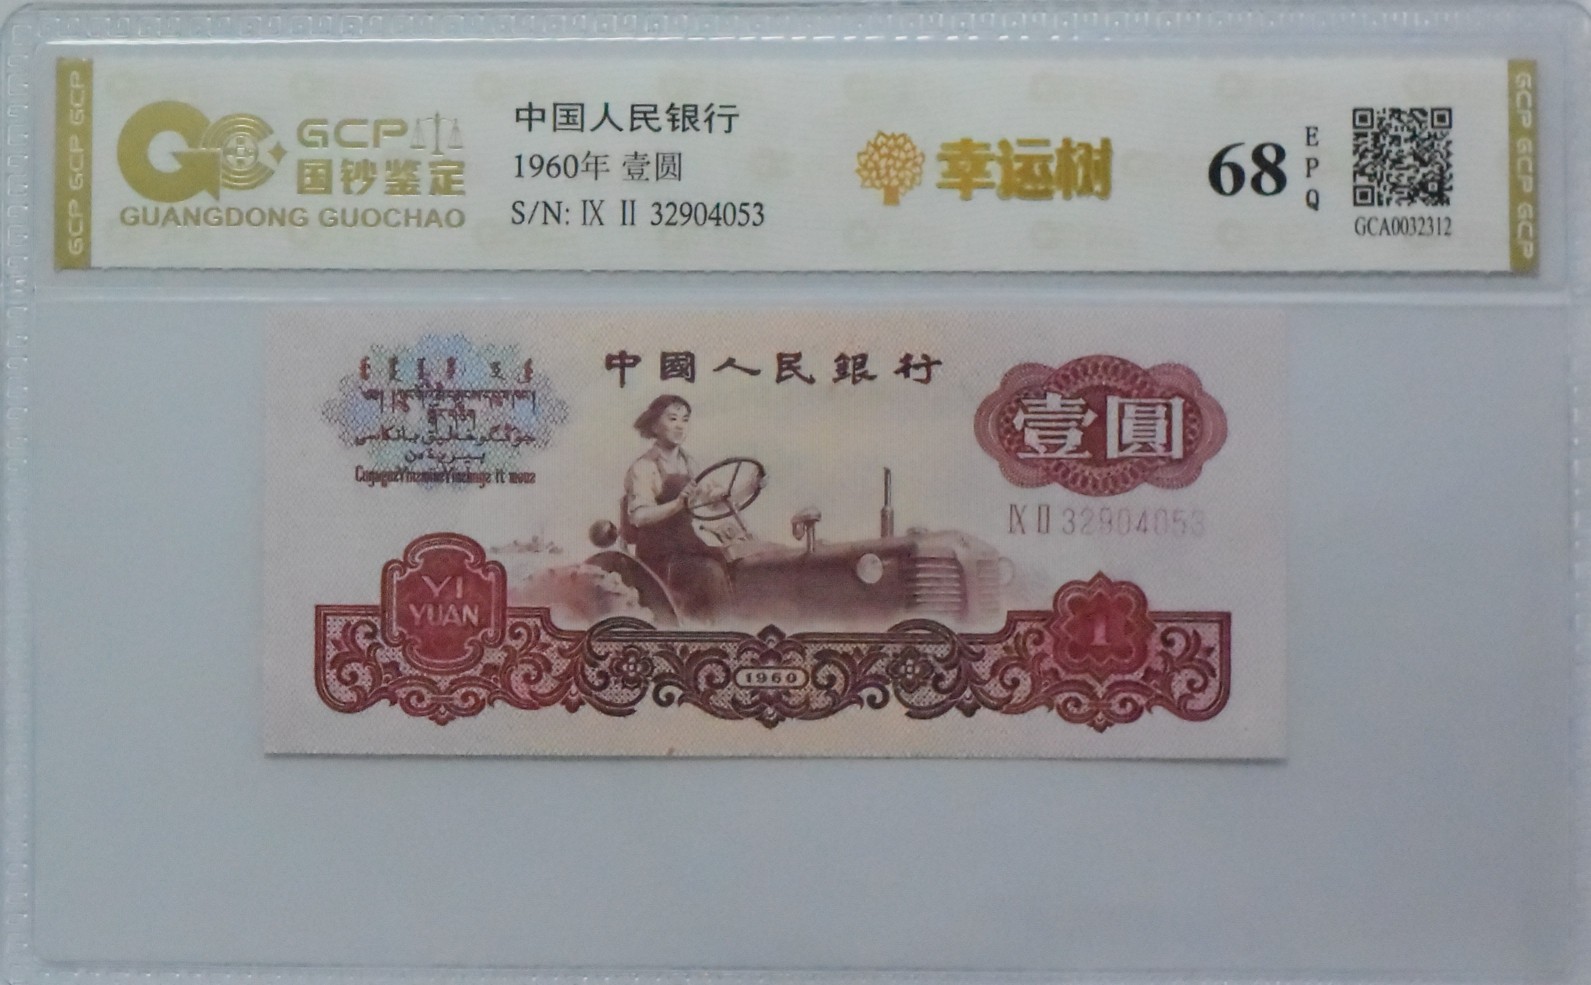 GCP GCP GCP
GCP
国钞鉴定
GUANGDONG GUOCHAO
中国人民银行
1960年 壹圆
S/N: Ⅸ Ⅱ 32904053
幸运树
68
E
P
Q
GCA0032312
GCP GCP GCP
中國人民銀行
壹圓
Ⅸ Ⅱ 32904053
YI
YUAN
1960
1